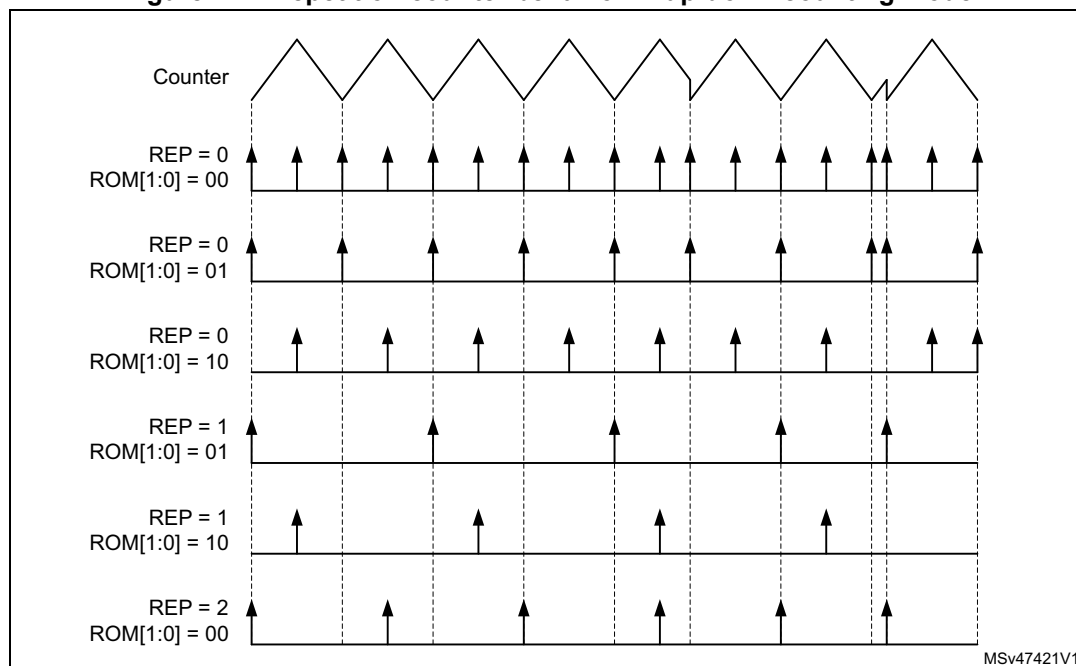 Counter
REP = 0
ROM[1:0] = 00
REP = 0
ROM[1:0] = 01
REP = 0
ROM[1:0] = 10
REP = 1
ROM[1:0] = 01
REP = 1
ROM[1:0] = 10
REP = 2
ROM[1:0] = 00
MSv47421V1